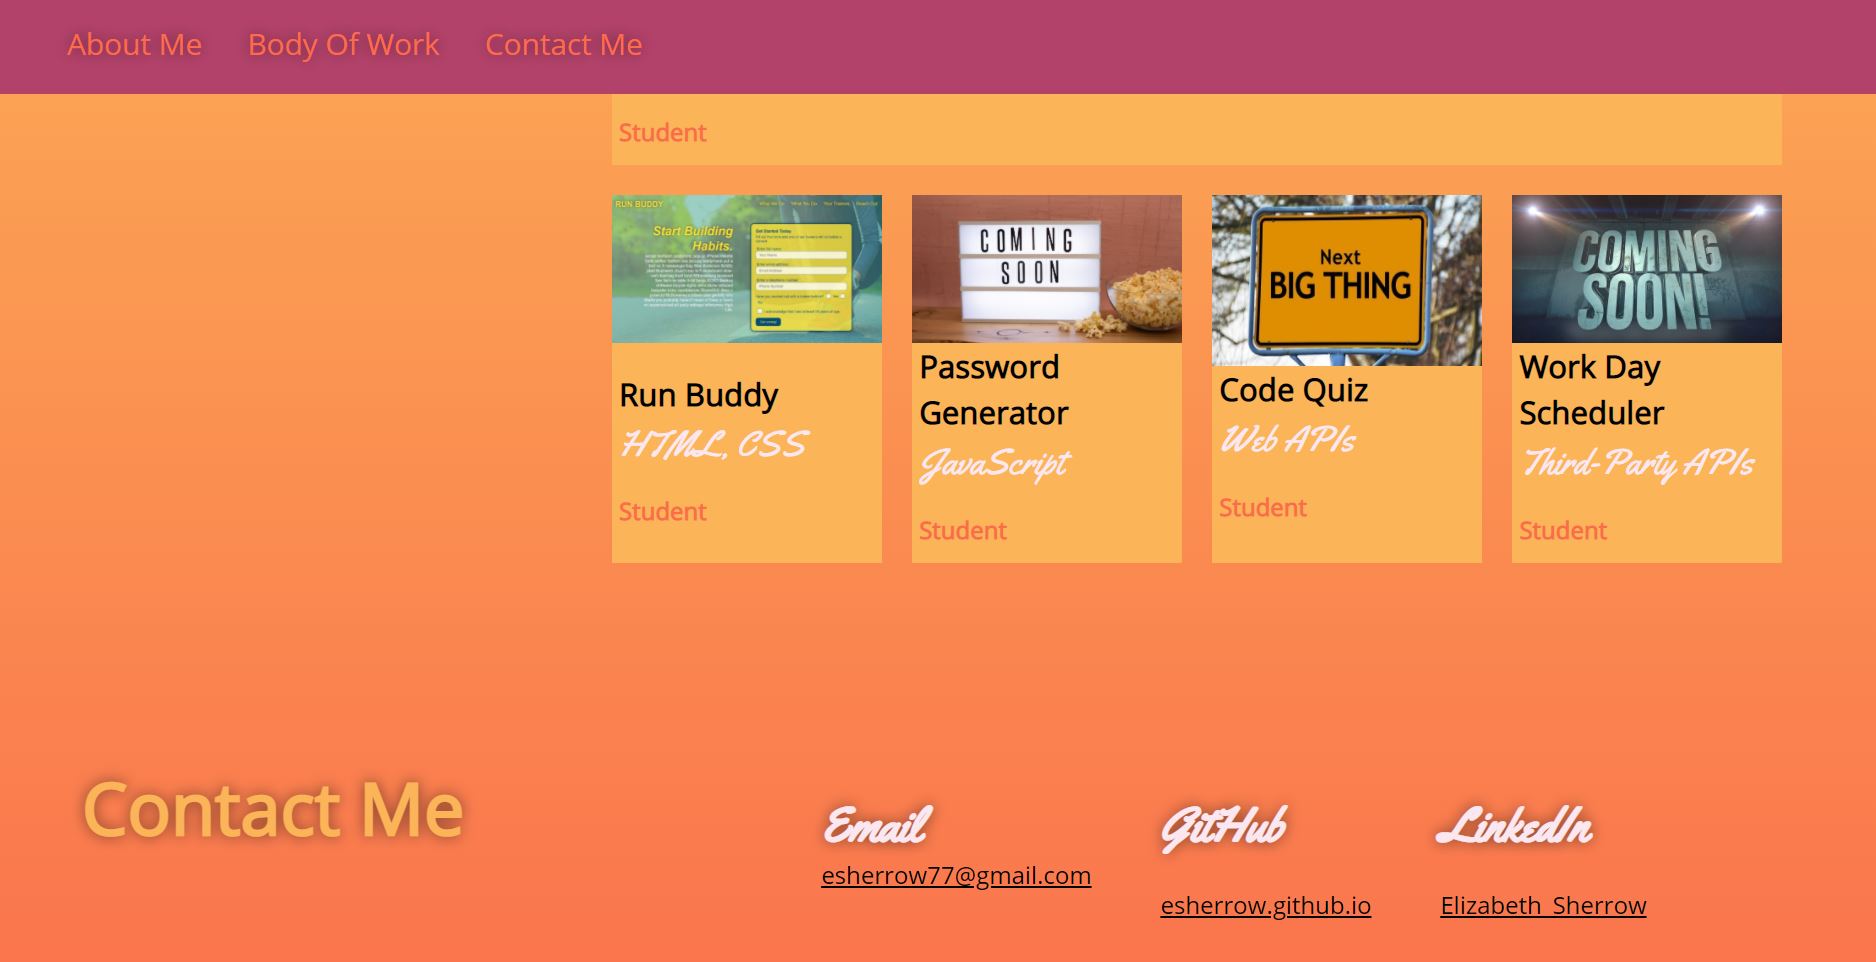 About Me Body Of Work Contact Me
Student
RUN BUDDY
Start Building
Habits.
Get Started Today
COMING
SOON
Next
BIG THING
COMING
SOON!
Run Buddy
HTML, CSS
Student
Password
Generator
JavaScript
Student
Code Quiz
Web APIs
Student
Work Day
Scheduler
Third-Party APIs
Student
Contact Me
Email
esherrow77@gmail.com
GitHub
esherrow.github.io
LinkedIn
Elizabeth_Sherrow